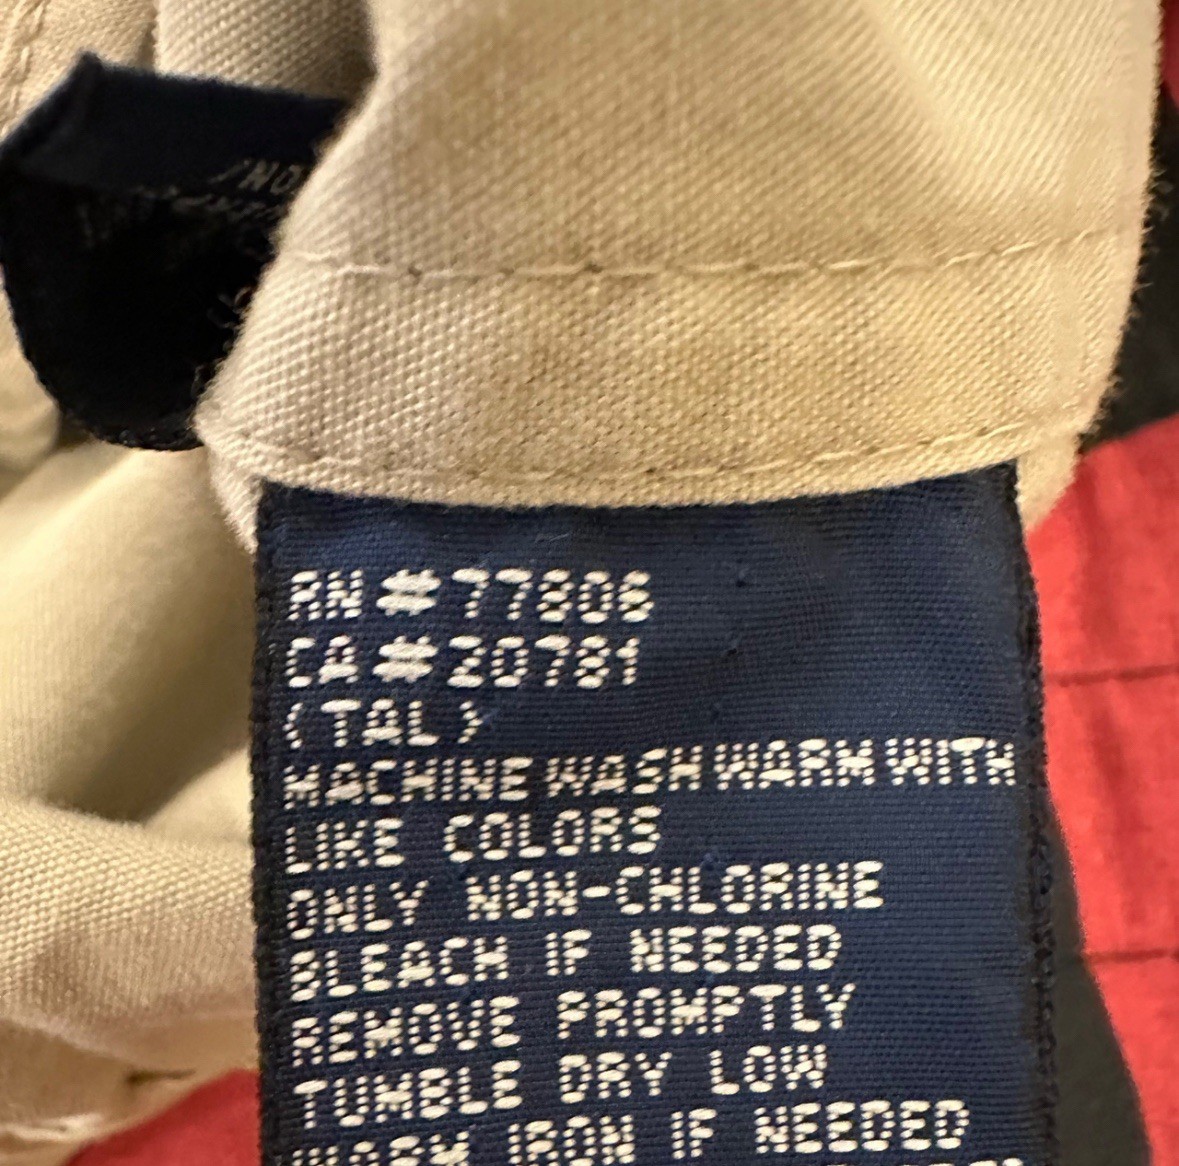 RN #77806
CA #20781
(TAL)
MACHINE WASH WARM WITH
LIKE COLORS
ONLY NON-CHLORINE
BLEACH IF NEEDED
REMOVE PROMPTLY
TUMBLE DRY LOW
WARM IRON IF NEEDED